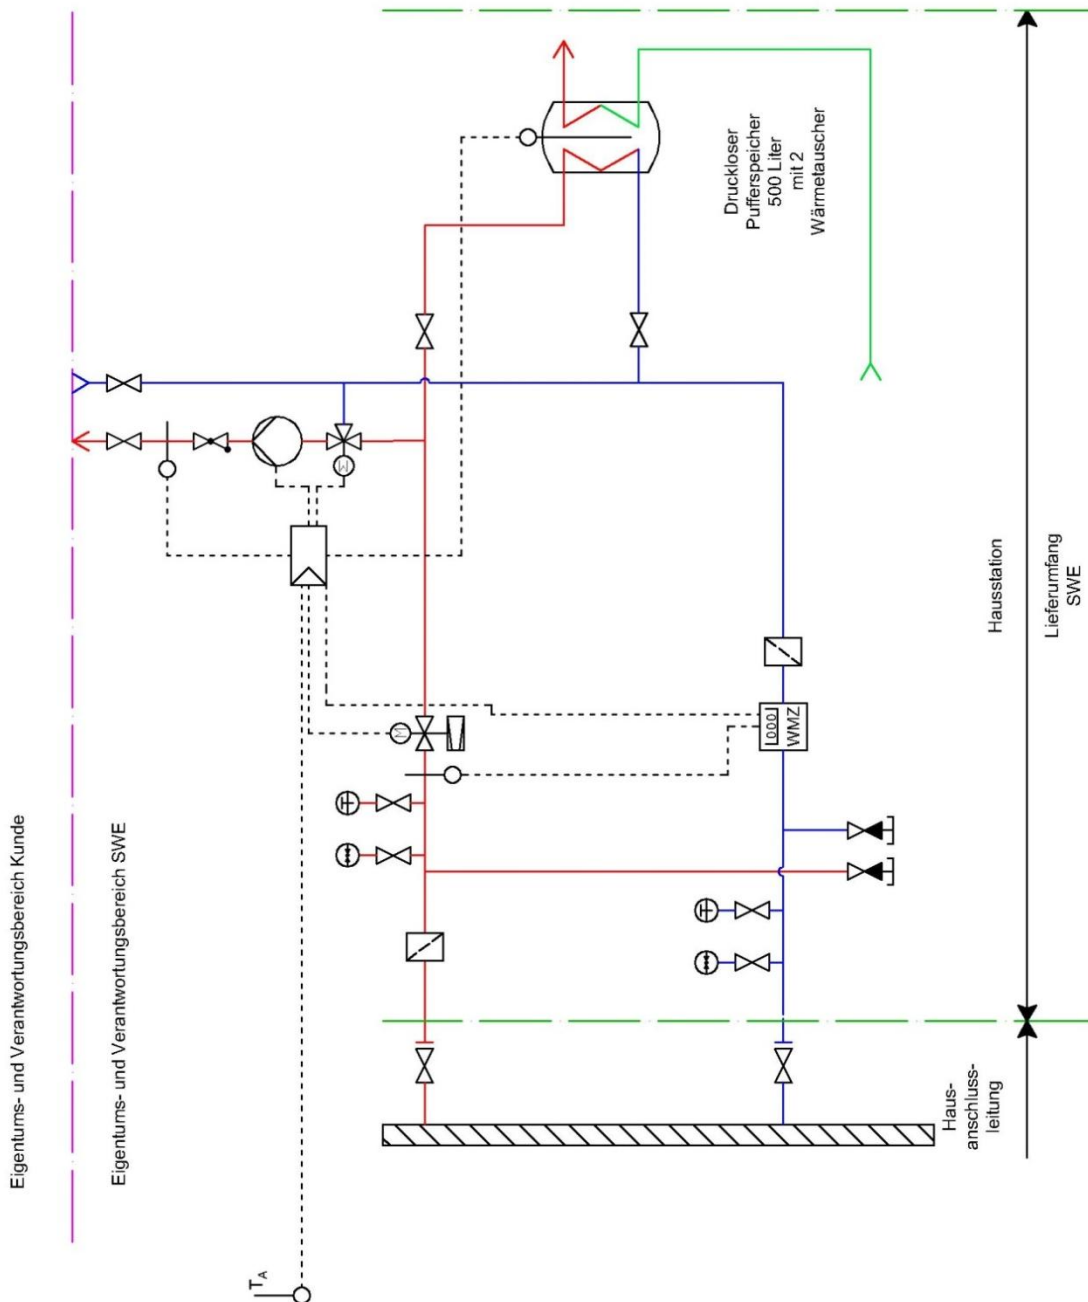 Eigentums- und Verantwortungsbereich Kunde
Eigentums- und Verantwortungsbereich SWE
T_A
M
M
000
WMZ
Druckloser
Pufferspeicher
500 Liter
mit 2
Wärmetauscher
Haus-
anschluss-
leitung
Hausstation
Lieferumfang
SWE